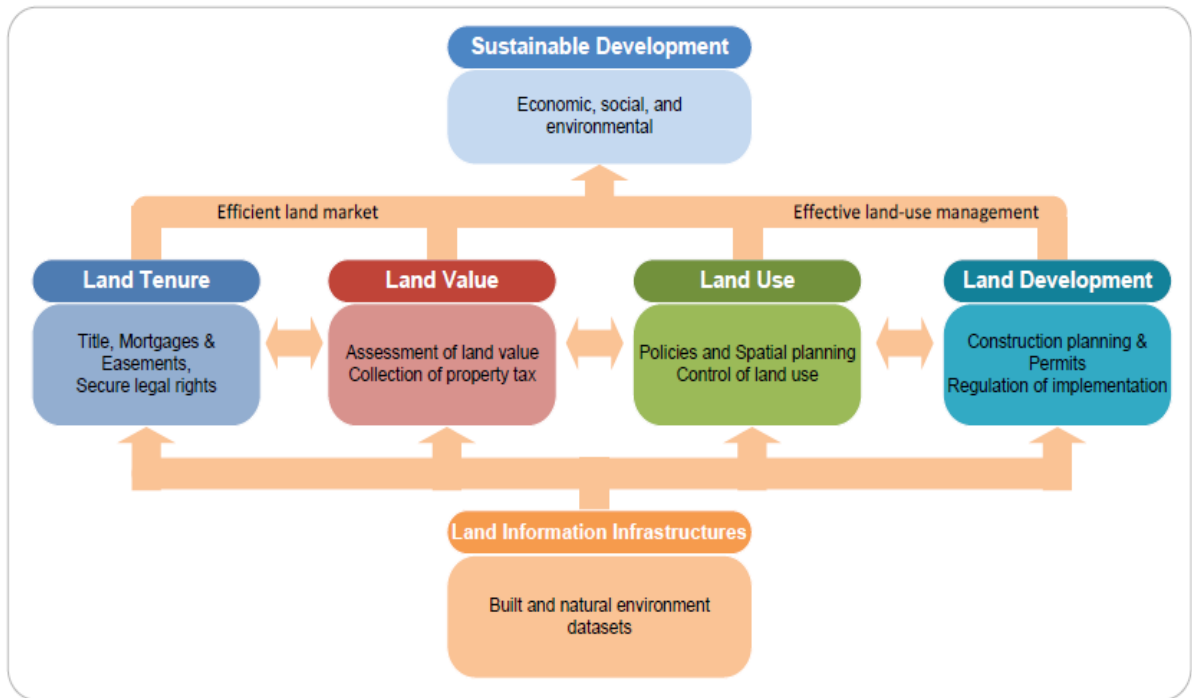 Sustainable Development
Economic, social, and
environmental
Efficient land market
Effective land-use management
Land Tenure
Title, Mortgages &
Easements,
Secure legal rights
Land Value
Assessment of land value
Collection of property tax
Land Use
Policies and Spatial planning
Control of land use
Land Development
Construction planning &
Permits
Regulation of implementation
Land Information Infrastructures
Built and natural environment
datasets